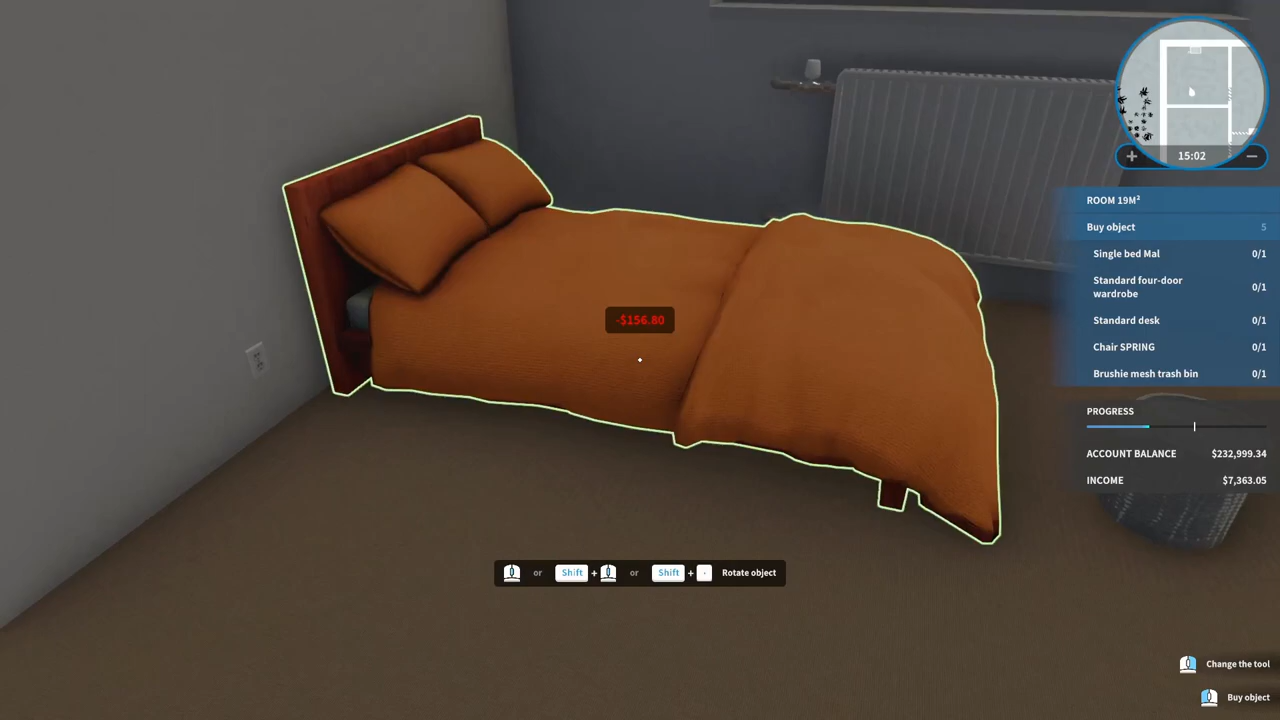 15:02
ROOM 19M²
Buy object 5
Single bed Mal 0/1
Standard four-door
wardrobe 0/1
Standard desk 0/1
Chair SPRING 0/1
Brushie mesh trash bin 0/1
-$156.80
PROGRESS
ACCOUNT BALANCE $232,999.34
INCOME $7,363.05
or Shift + or Shift + . Rotate object
Change the tool
Buy object